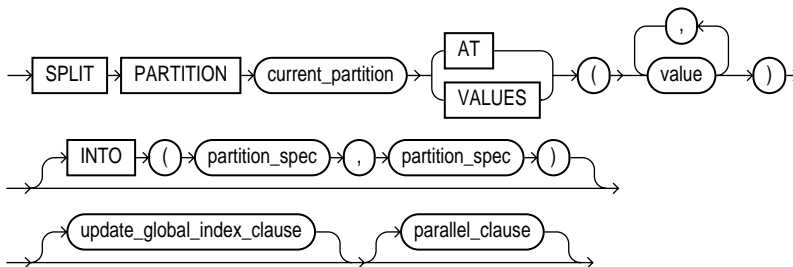 AT ,
SPLIT PARTITION current_partition ( value )
VALUES
INTO ( partition_spec , partition_spec )
update_global_index_clause parallel_clause